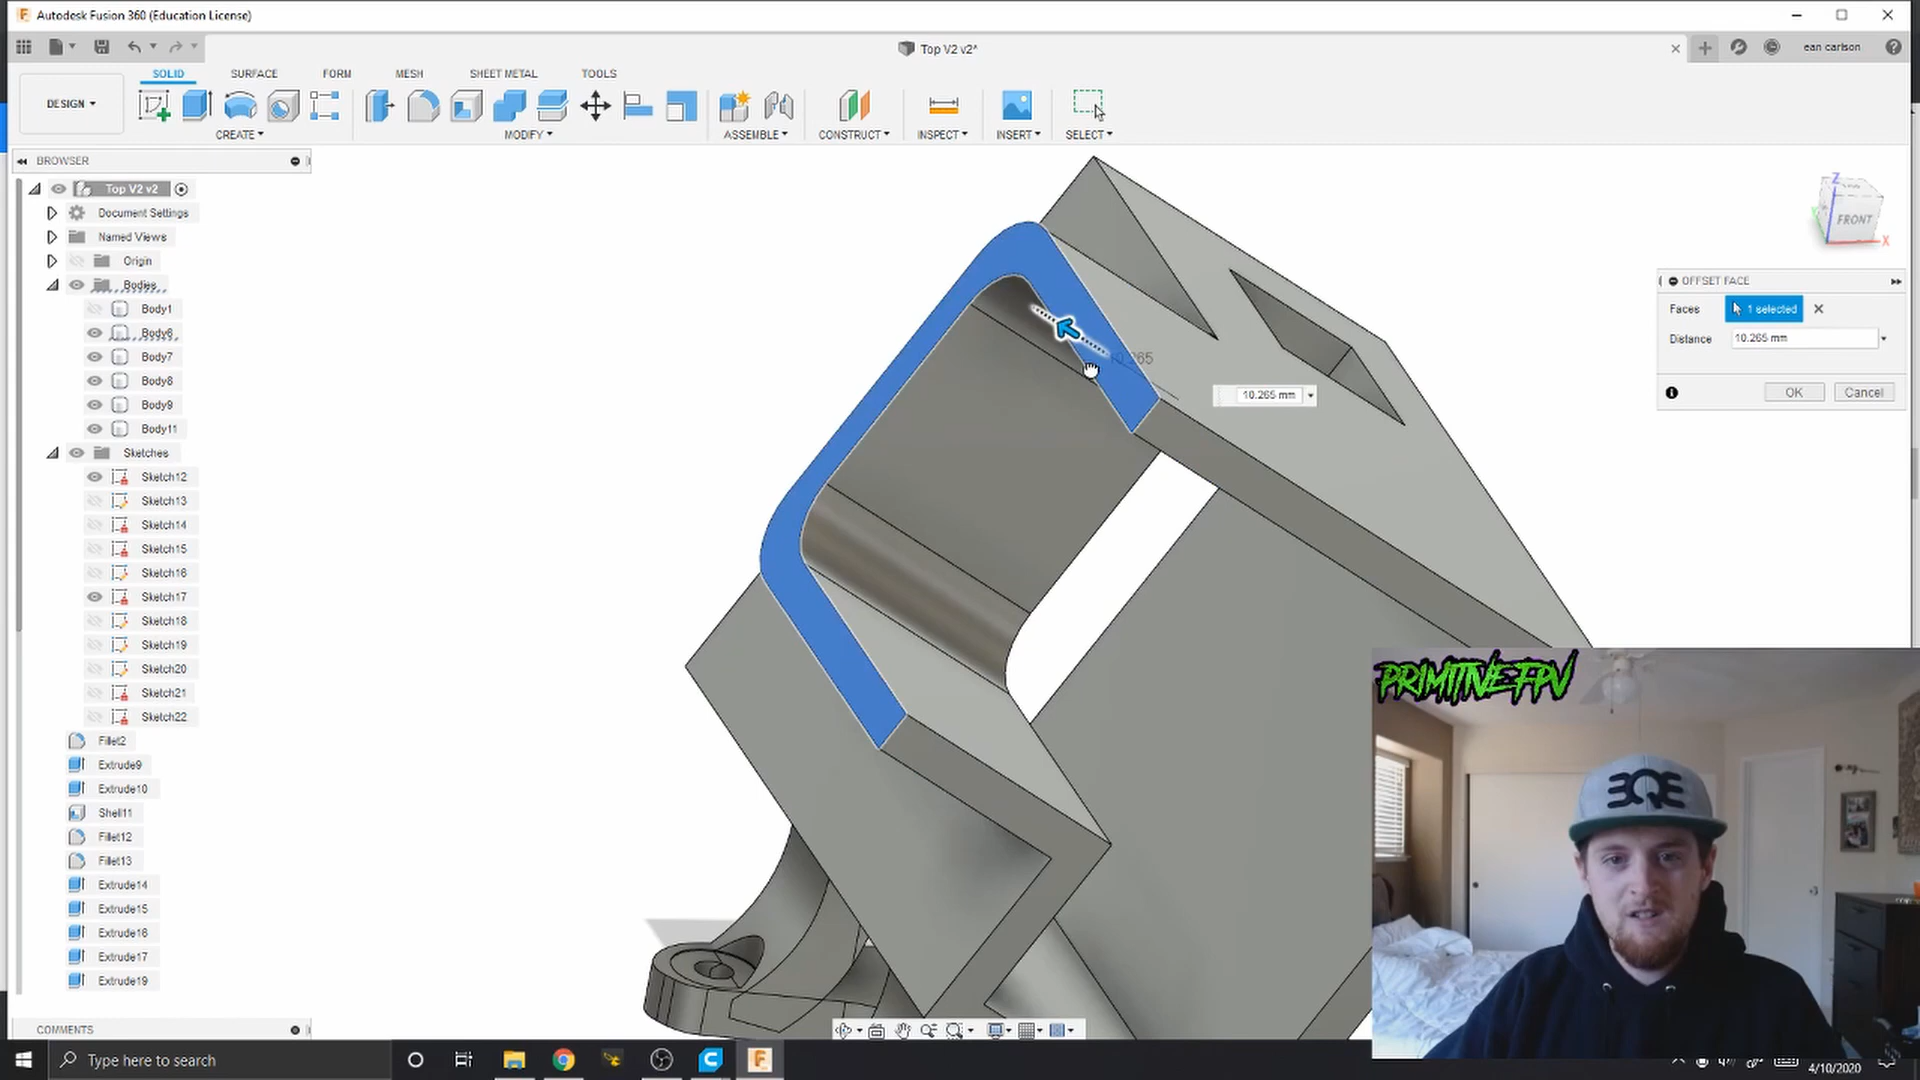 Autodesk Fusion 360 (Education License)
Top V2 v2*
ean carlson
DESIGN
SOLID
SURFACE
FORM
MESH
SHEET METAL
TOOLS
CREATE
MODIFY
ASSEMBLE
CONSTRUCT
INSPECT
INSERT
SELECT
BROWSER
Top V2 v2
Document Settings
Named Views
Origin
Bodies
Body1
Body6
Body7
Body8
Body9
Body11
Sketches
Sketch12
Sketch13
Sketch14
Sketch15
Sketch16
Sketch17
Sketch18
Sketch19
Sketch20
Sketch21
Sketch22
Fillet2
Extrude9
Extrude10
Shell11
Fillet12
Fillet13
Extrude14
Extrude15
Extrude16
Extrude17
Extrude19
COMMENTS
10.265
10.265 mm
Z
FRONT
X
OFFSET FACE
Faces
1 selected
Distance
10.265 mm
OK
Cancel
PRIMITIVE FPV
Type here to search
4/10/2020